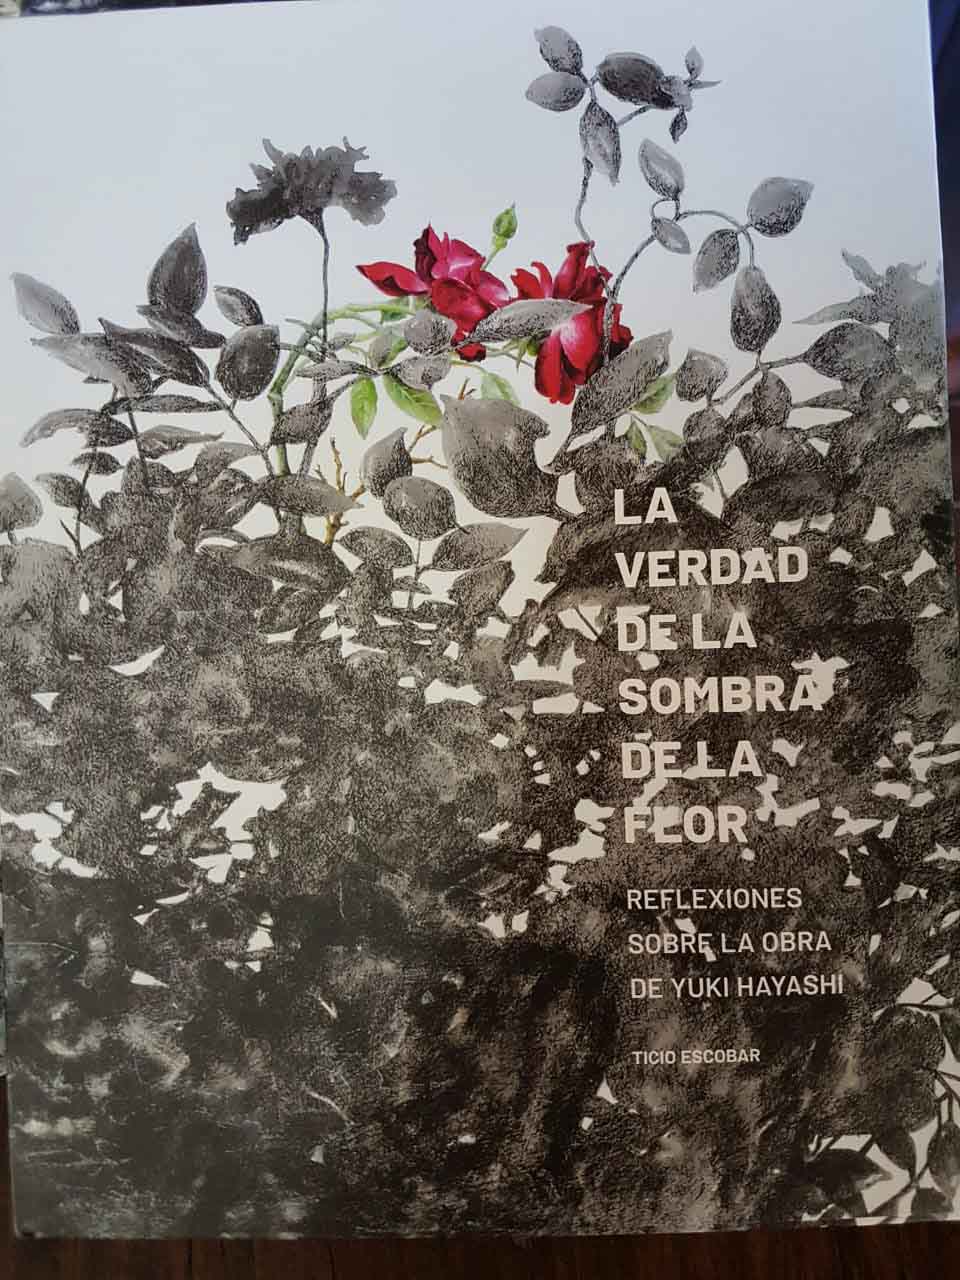 LA
VERDAD
DE LA
SOMBRA
DE LA
FLOR
REFLEXIONES
SOBRE LA OBRA
DE YUKI HAYASHI
TICIO ESCOBAR